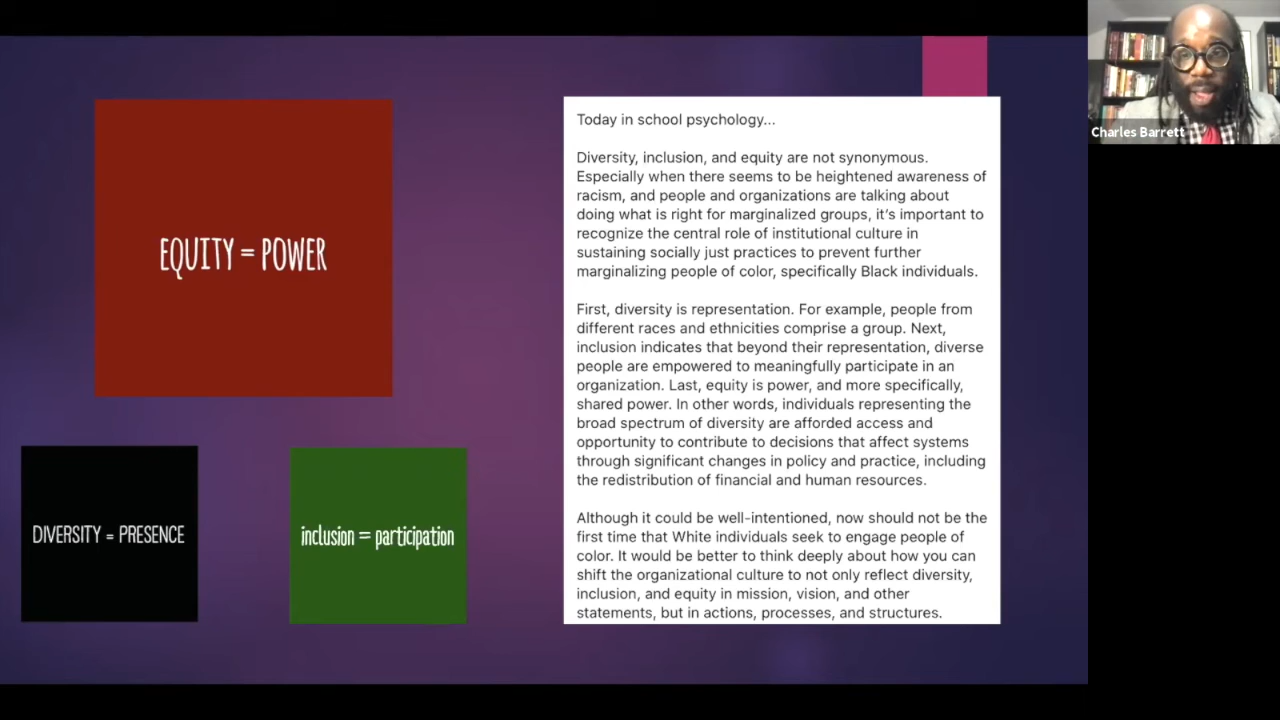 EQUITY = POWER
DIVERSITY = PRESENCE
inclusion = participation
Today in school psychology...
Diversity, inclusion, and equity are not synonymous.
Especially when there seems to be heightened awareness of
racism, and people and organizations are talking about
doing what is right for marginalized groups, it's important to
recognize the central role of institutional culture in
sustaining socially just practices to prevent further
marginalizing people of color, specifically Black individuals.
First, diversity is representation. For example, people from
different races and ethnicities comprise a group. Next,
inclusion indicates that beyond their representation, diverse
people are empowered to meaningfully participate in an
organization. Last, equity is power, and more specifically,
shared power. In other words, individuals representing the
broad spectrum of diversity are afforded access and
opportunity to contribute to decisions that affect systems
through significant changes in policy and practice, including
the redistribution of financial and human resources.
Although it could be well-intentioned, now should not be the
first time that White individuals seek to engage people of
color. It would be better to think deeply about how you can
shift the organizational culture to not only reflect diversity,
inclusion, and equity in mission, vision, and other
statements, but in actions, processes, and structures.
Charles Barrett